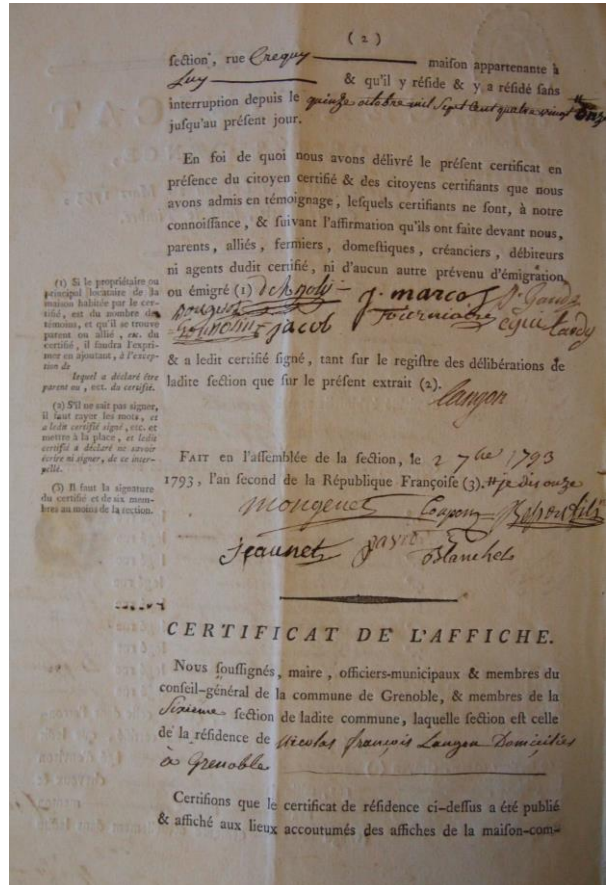 (2)
section, rue Crequy maison appartenante à
Luy & qu'il y réside & y a résidé sans
interruption depuis le quinze octobre mil sept cent quatre vingt # onze
jusqu'au présent jour.
En foi de quoi nous avons délivré le présent certificat en
présence du citoyen certifié & des citoyens certifians que nous
avons admis en témoignage, lesquels certifians ne sont, à notre
connoissance, & suivant l'affirmation qu'ils ont faite devant nous,
parens, alliés, fermiers, domestiques, créanciers, débiteurs
ni agens dudit certifié, ni d'aucun autre prévenu d'émigration
ou émigré (1) j. marco
jacob fournier
& a ledit certifié signé, tant sur le registre des délibérations de
ladite section que sur le présent extrait (2).
langon
FAIT en l'assemblée de la section, le 2 7bre 1793
1793, l'an second de la République Françoise (3). # je dis onze
mongenet
jeaunet Blanchet
(1) Si le propriétaire ou
principal locataire de la
maison habitée par le cer-
tifié, est du nombre des
témoins, et qu'il se trouve
parent ou allié, etc. du
certifié, il faudra l'expri-
mer en ajoutant, à l'excep-
tion de
lequel a déclaré être
parent ou, ect. du certifié.
(2) S'il ne sait pas signer,
il faut rayer les mots, et
a ledit certifié signé, etc. et
mettre à la place, et ledit
certifié a déclaré ne savoir
écrire ni signer, de ce inter-
pellé.
(3) Il faut la signature
du certifié et de six mem-
bres au moins de la section.
CERTIFICAT DE L'AFFICHE.
Nous soussignés, maire, officiers-municipaux & membres du
conseil-général de la commune de Grenoble, & membres de la
Sixieme section de ladite commune, laquelle section est celle
de la résidence de Nicolas françois Langon Domicilié
à Grenoble
Certifions que le certificat de résidence ci-dessus a été publié
& affiché aux lieux accoutumés des affiches de la maison-com-